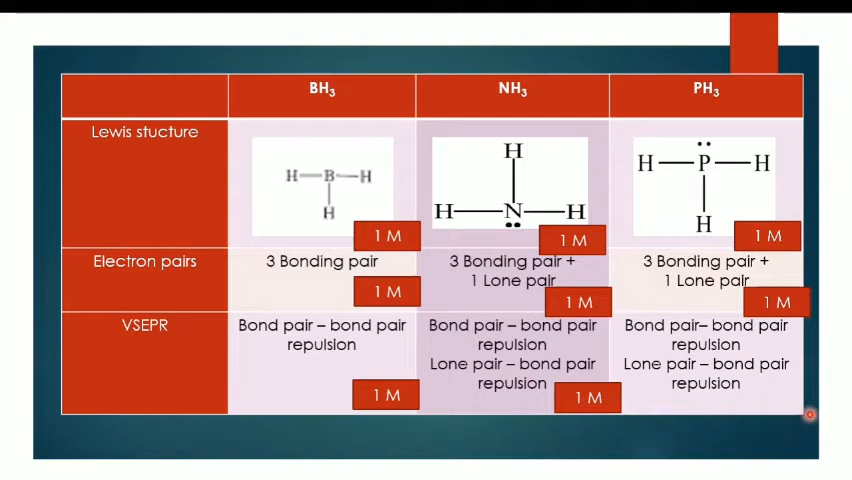 BH₃ NH₃ PH₃
Lewis stucture
H B H
H
1 M
H
H N H
1 M
H P H
H
1 M
Electron pairs
3 Bonding pair
1 M
3 Bonding pair +
1 Lone pair
1 M
3 Bonding pair +
1 Lone pair
1 M
VSEPR
Bond pair – bond pair
repulsion
1 M
Bond pair – bond pair
repulsion
Lone pair – bond pair
repulsion
1 M
Bond pair– bond pair
repulsion
Lone pair – bond pair
repulsion